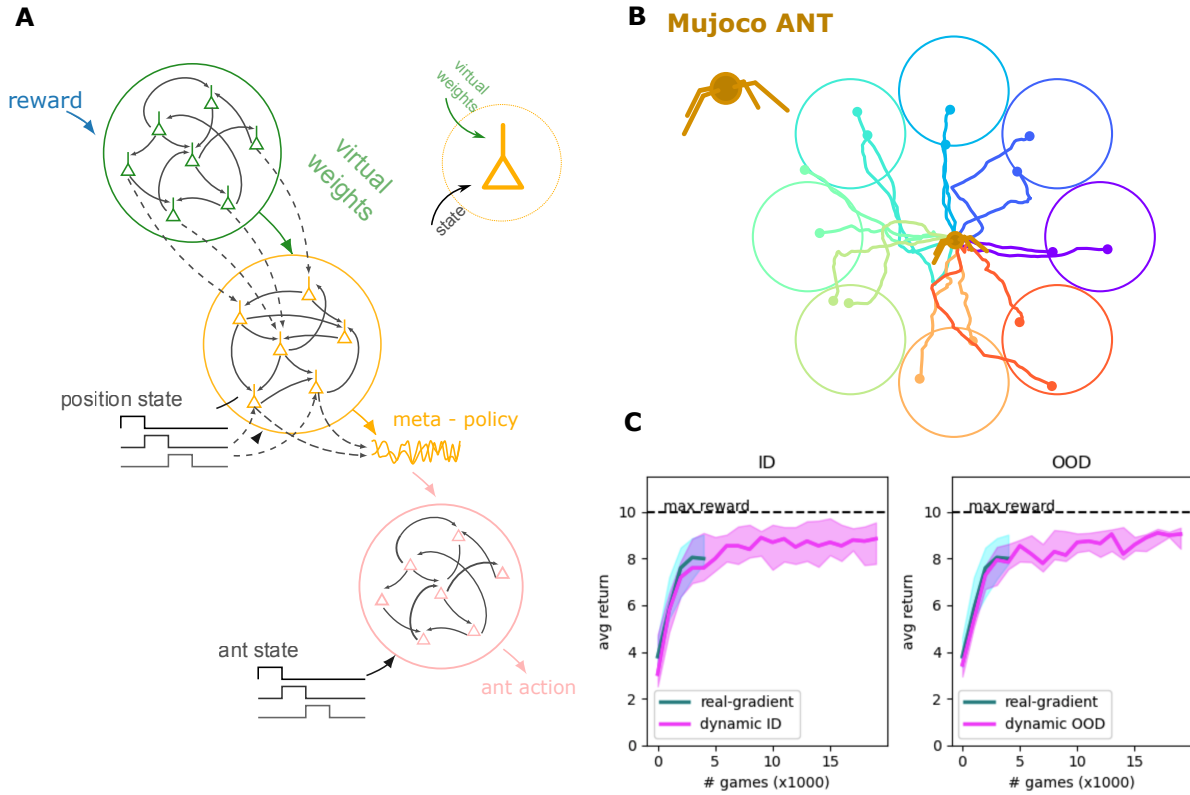 A
reward
virtual
weights
virtual
weights
state
position state
meta - policy
ant state
ant action
B
Mujoco ANT
C
ID
max reward
10
8
6
4
2
0
avg return
real-gradient
dynamic ID
0
5
10
15
# games (x1000)
OOD
max reward
10
8
6
4
2
0
avg return
real-gradient
dynamic OOD
0
5
10
15
# games (x1000)